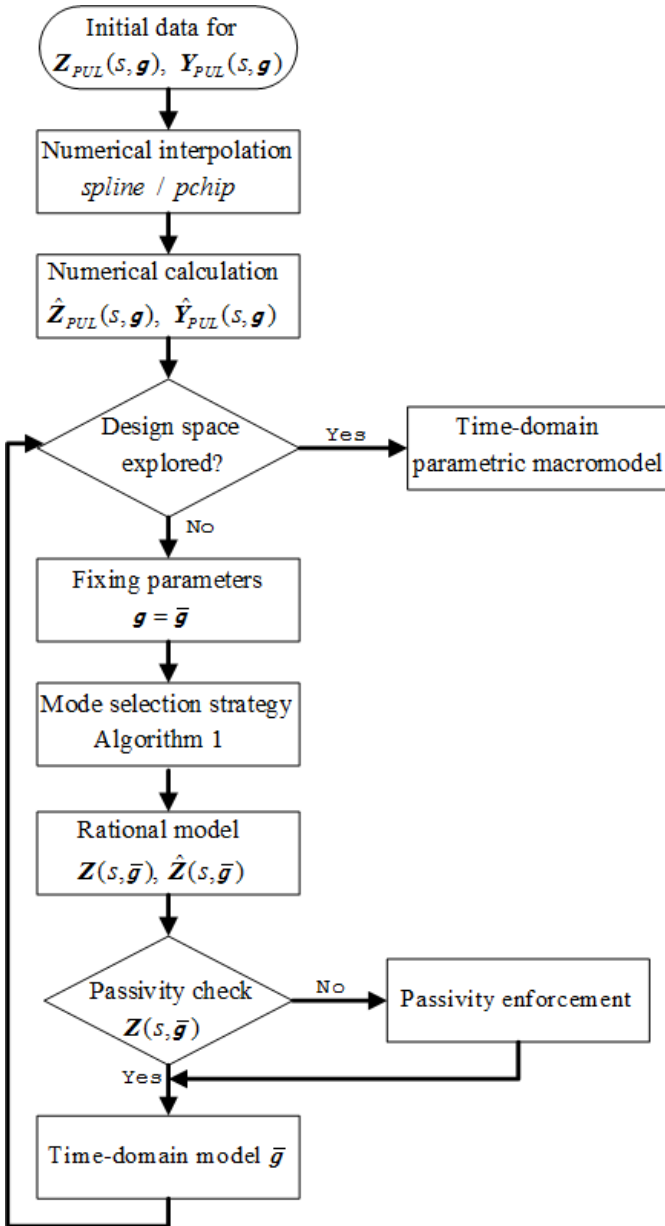 Initial data for
Z_PUL(s, g), Y_PUL(s, g)
Numerical interpolation
spline / pchip
Numerical calculation
Ẑ_PUL(s, g), Ŷ_PUL(s, g)
Design space
explored?
Yes
Time-domain
parametric macromodel
No
Fixing parameters
g = g̅
Mode selection strategy
Algorithm 1
Rational model
Z(s, g̅), Ẑ(s, g̅)
Passivity check
Z(s, g̅)
No
Passivity enforcement
Yes
Time-domain model g̅